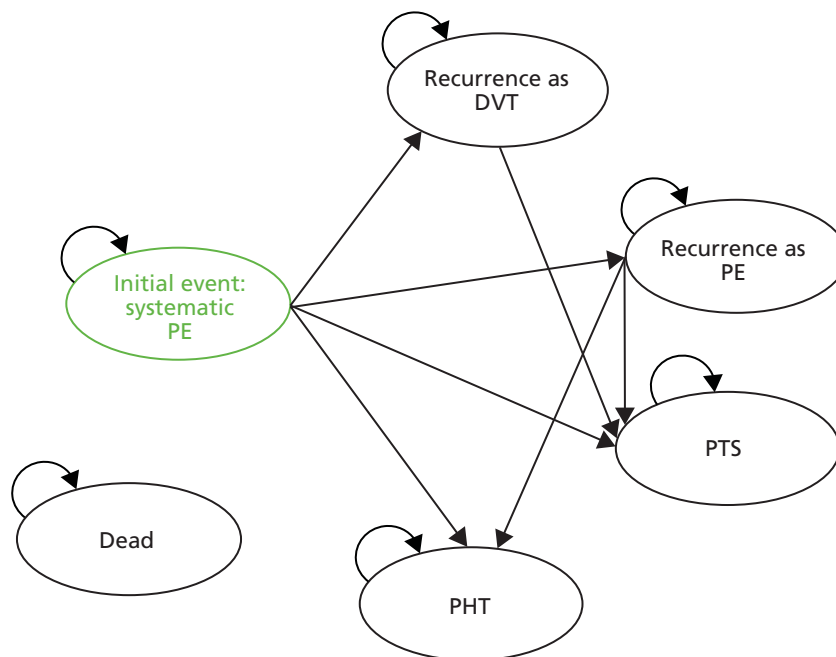 Recurrence as
DVT
Recurrence as
PE
Initial event:
systematic
PE
PTS
Dead
PHT